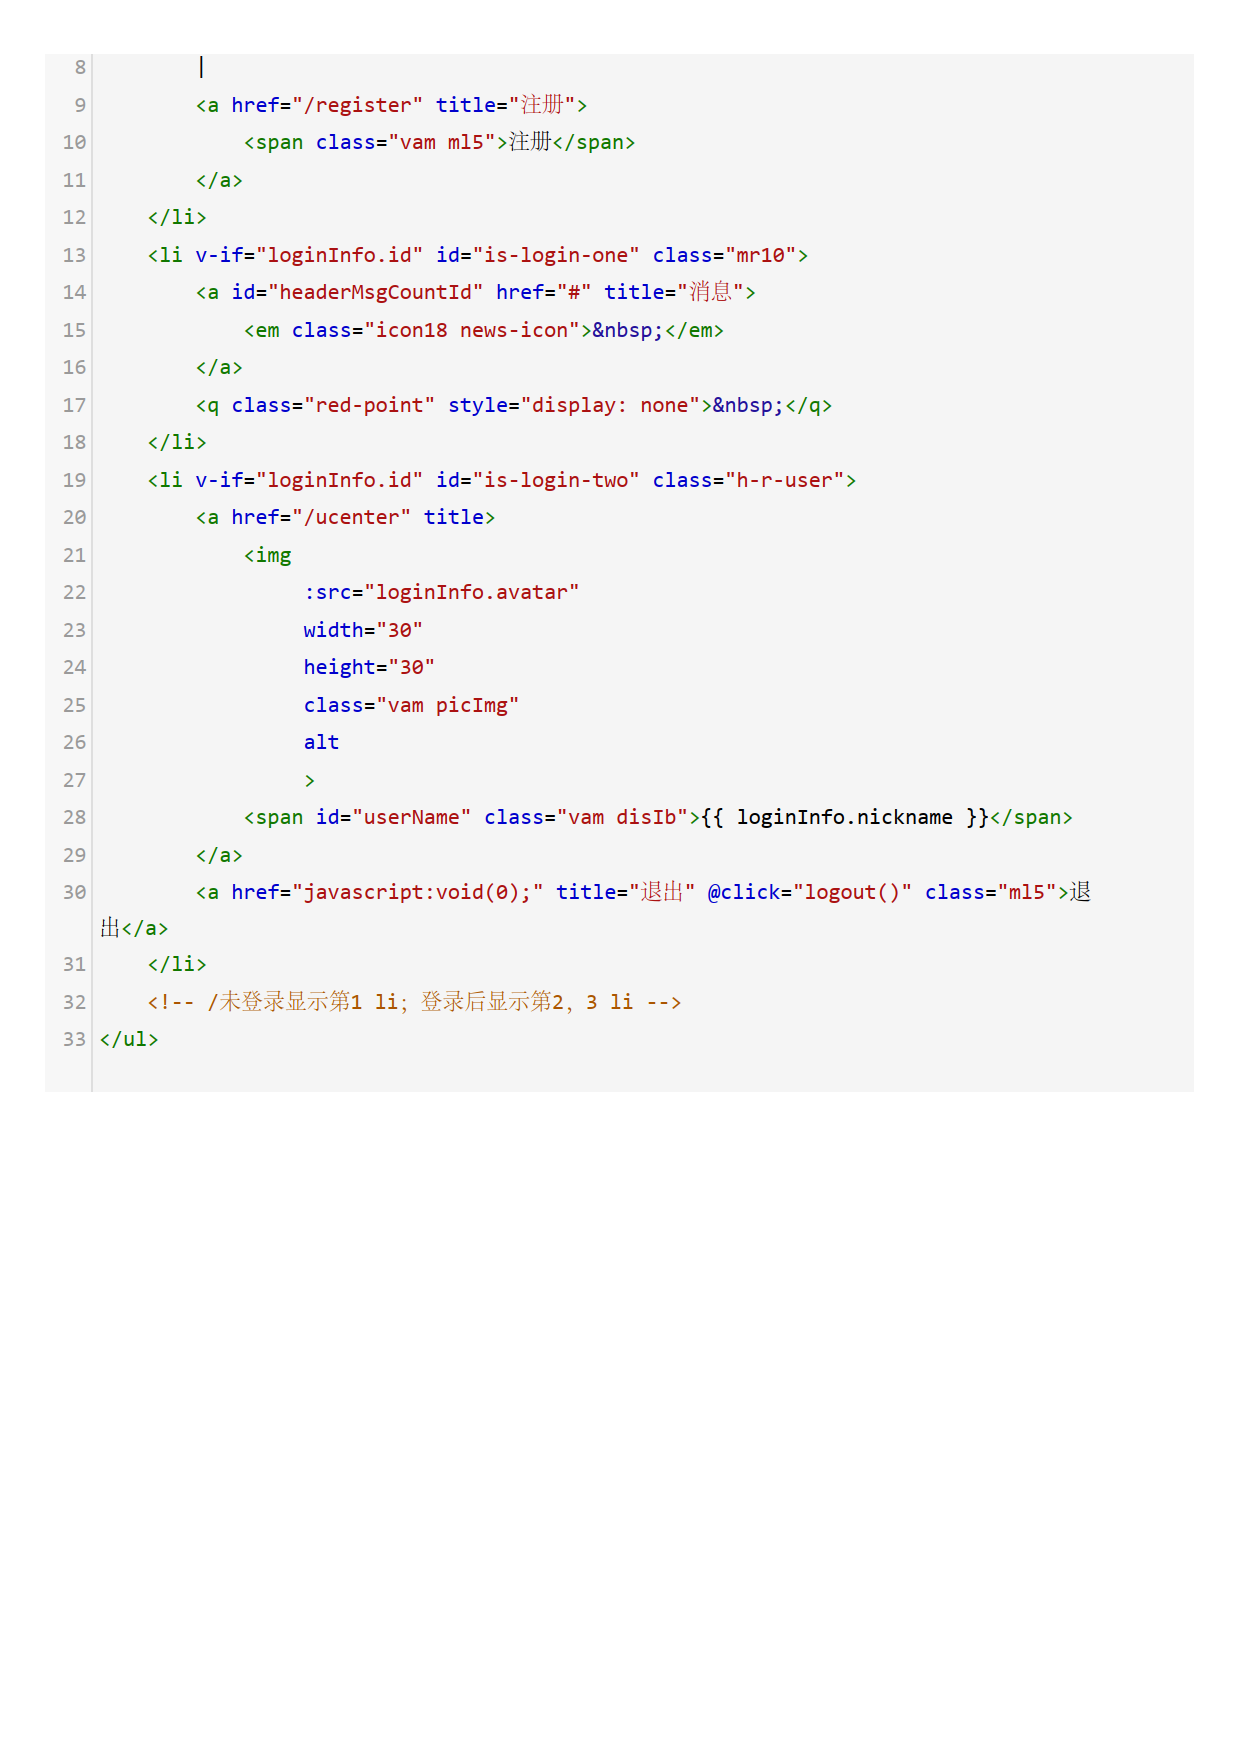 8         |
9         <a href="/register" title="注册">
10             <span class="vam ml5">注册</span>
11         </a>
12     </li>
13     <li v-if="loginInfo.id" id="is-login-one" class="mr10">
14         <a id="headerMsgCountId" href="#" title="消息">
15             <em class="icon18 news-icon">&nbsp;</em>
16         </a>
17         <q class="red-point" style="display: none">&nbsp;</q>
18     </li>
19     <li v-if="loginInfo.id" id="is-login-two" class="h-r-user">
20         <a href="/ucenter" title>
21             <img
22                  :src="loginInfo.avatar"
23                  width="30"
24                  height="30"
25                  class="vam picImg"
26                  alt
27                  >
28             <span id="userName" class="vam disIb">{{ loginInfo.nickname }}</span>
29         </a>
30         <a href="javascript:void(0);" title="退出" @click="logout()" class="ml5">退
出</a>
31     </li>
32     <!-- /未登录显示第1 li；登录后显示第2，3 li -->
33 </ul>